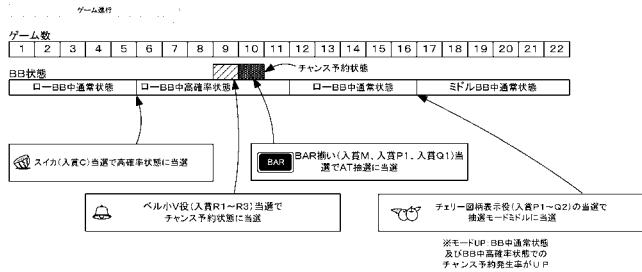 ゲーム進行
ゲーム数
1 2 3 4 5 6 7 8 9 10 11 12 13 14 15 16 17 18 19 20 21 22
チャンス予約状態
BB状態
ローBB中通常状態 ローBB中高確率状態 ローBB中通常状態 ミドルBB中通常状態
スイカ(入賞C)当選で高確率状態に当選
BAR
BAR揃い(入賞M、入賞P1、入賞Q1)当
選でAT抽選に当選
ベル小V役(入賞R1~R3)当選で
チャンス予約状態に当選
チェリー図柄表示役(入賞P1~Q2)の当選で
抽選モードミドルに当選
※モードUP:BB中通常状態
及びBB中高確率状態での
チャンス予約発生率がUP